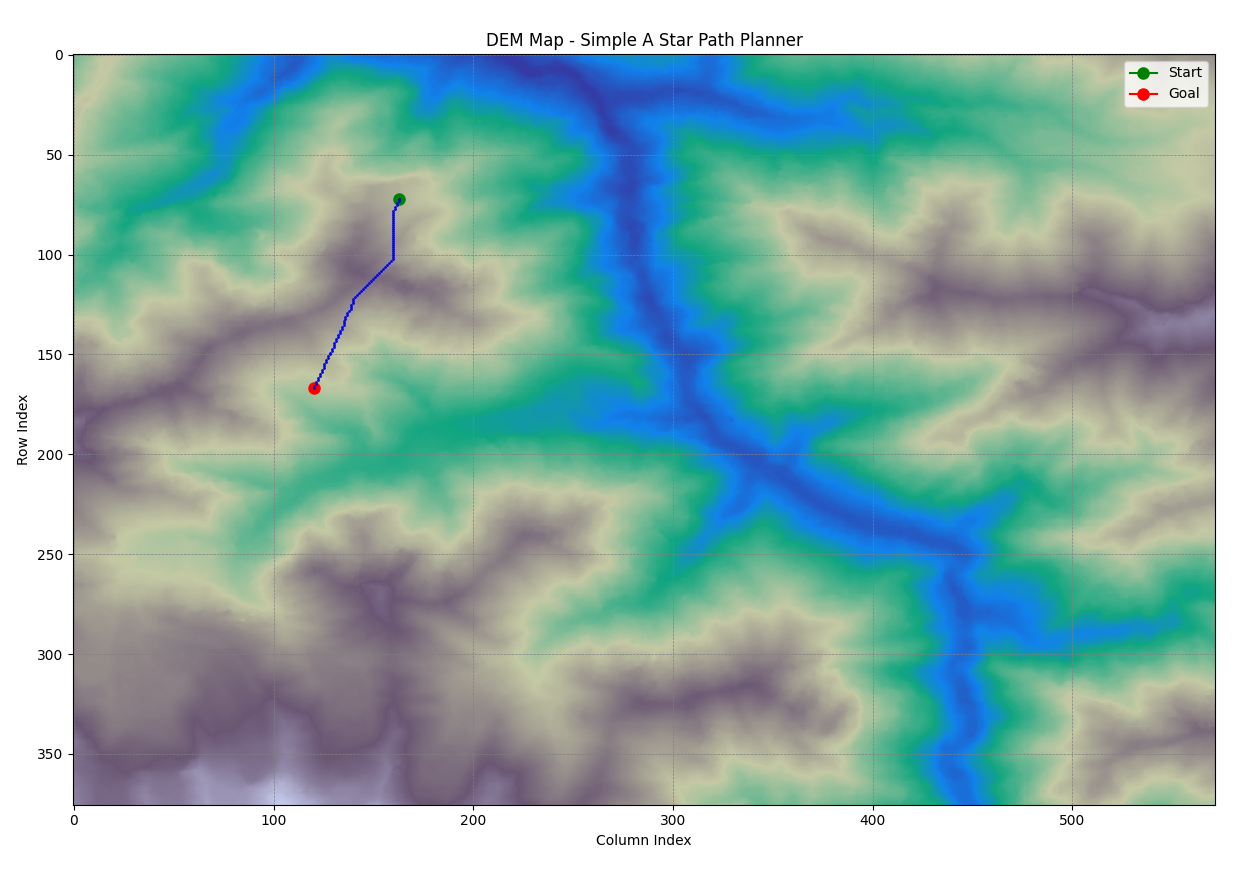 DEM Map - Simple A Star Path Planner
Start
Goal
0
50
100
150
200
250
300
350
Row Index
0 100 200 300 400 500
Column Index